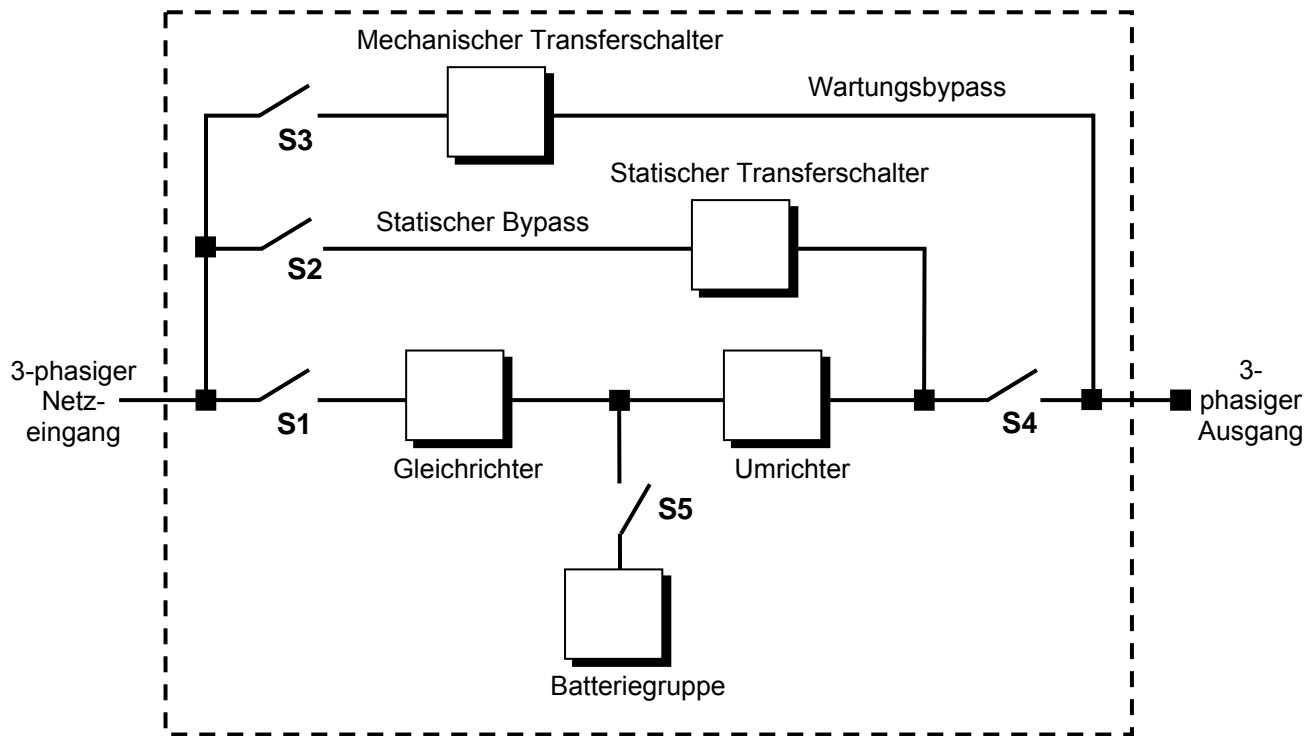 Mechanischer Transferschalter
Wartungsbypass
S3
Statischer Transferschalter
Statischer Bypass
S2
3-phasiger
Netz-
eingang
S1
Gleichrichter
Umrichter
S4
3-
phasiger
Ausgang
S5
Batteriegruppe